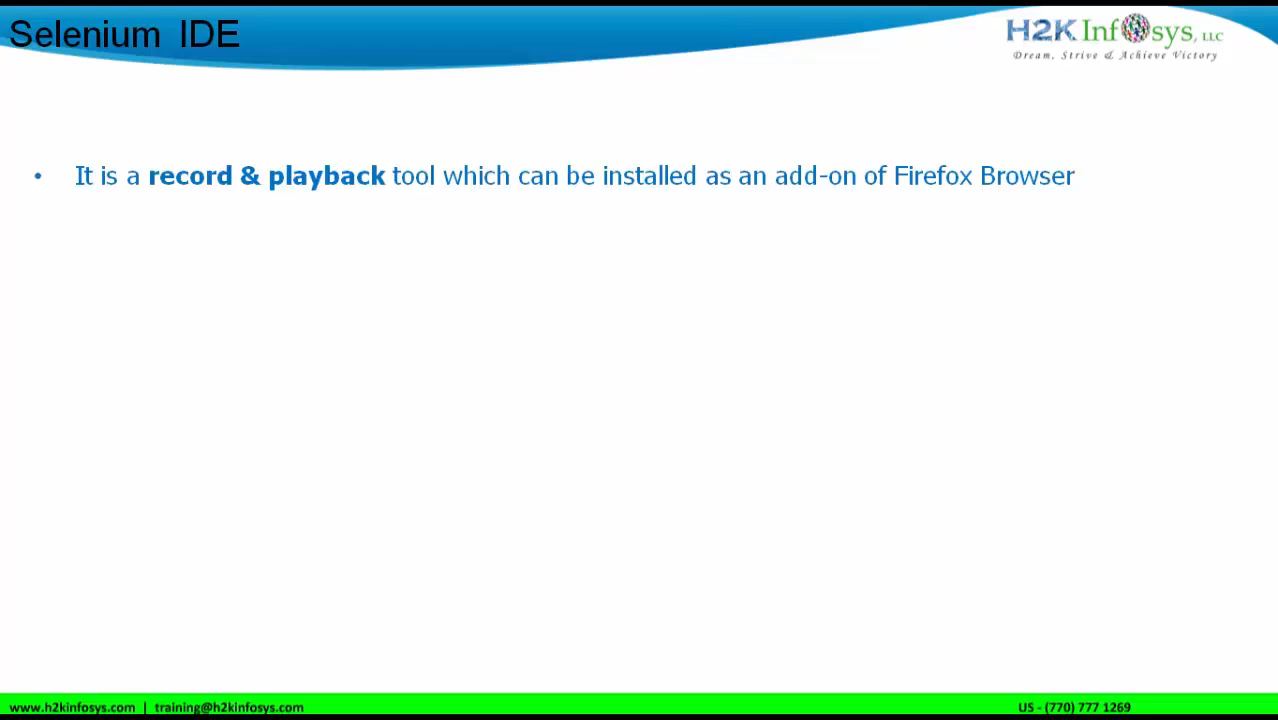 Selenium IDE
H2K Infosys, LLC
Dream, Strive & Achieve Victory
• It is a record & playback tool which can be installed as an add-on of Firefox Browser
www.h2kinfosys.com | training@h2kinfosys.com US - (770) 777 1269